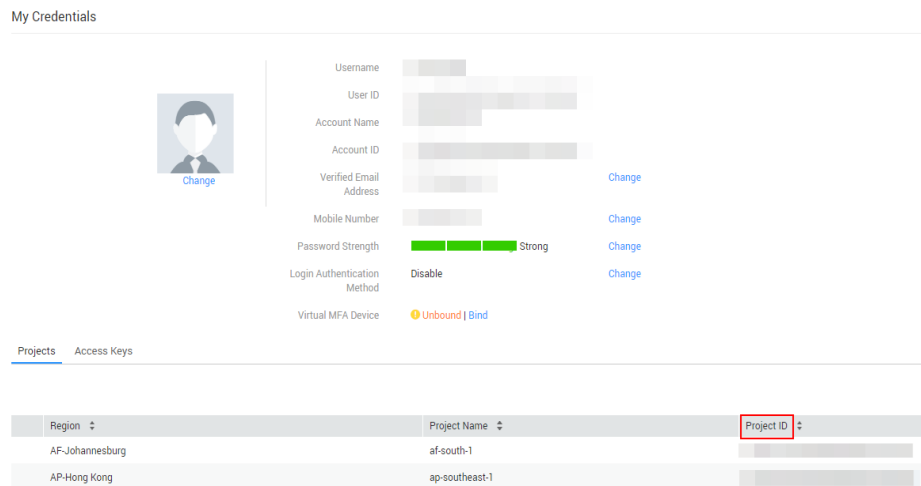 My Credentials
Username
User ID
Account Name
Account ID
Change
Verified Email Address Change
Mobile Number Change
Password Strength Strong Change
Login Authentication Method Disable Change
Virtual MFA Device Unbound | Bind
Projects Access Keys
Region Project Name Project ID
AF-Johannesburg af-south-1
AP-Hong Kong ap-southeast-1